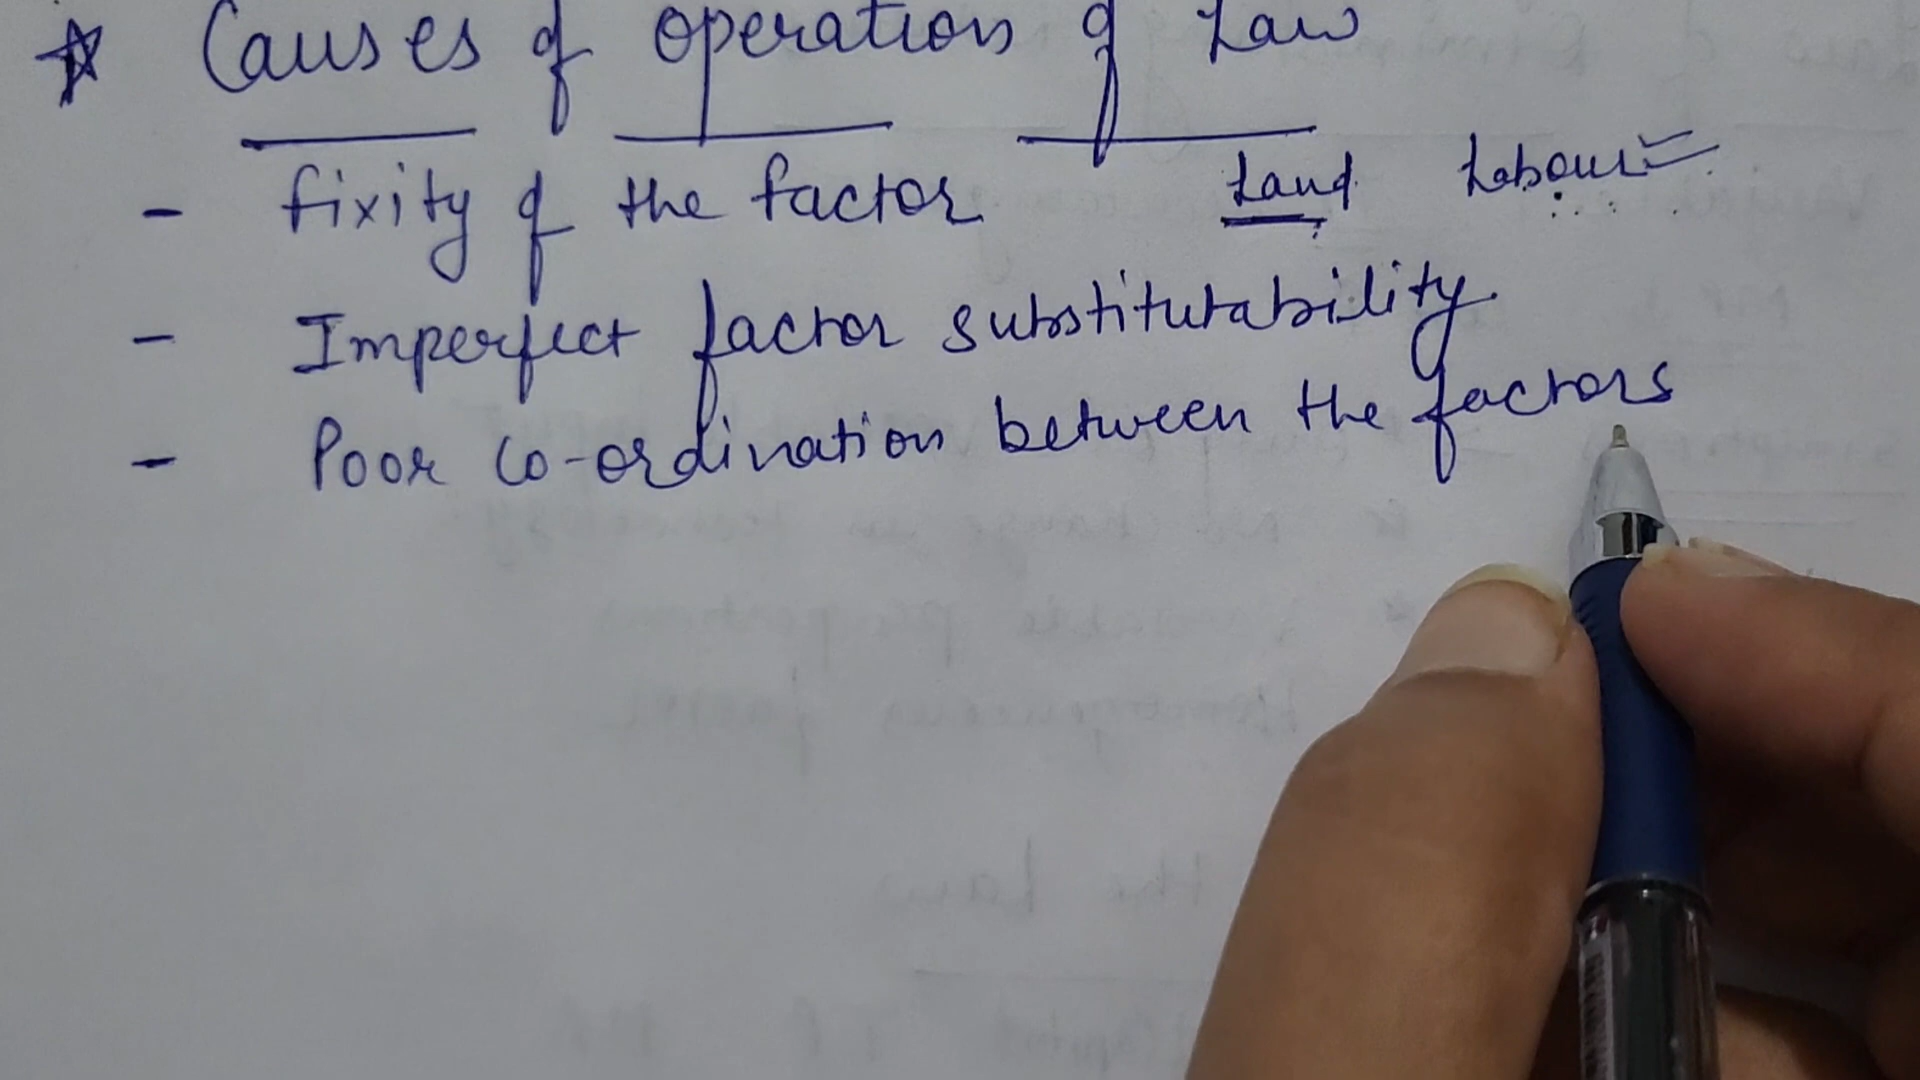 ☆ Causes of operation of Law
- fixity of the factor Land Labour
- Imperfect factor substitutability.
- Poor co-ordination between the factors